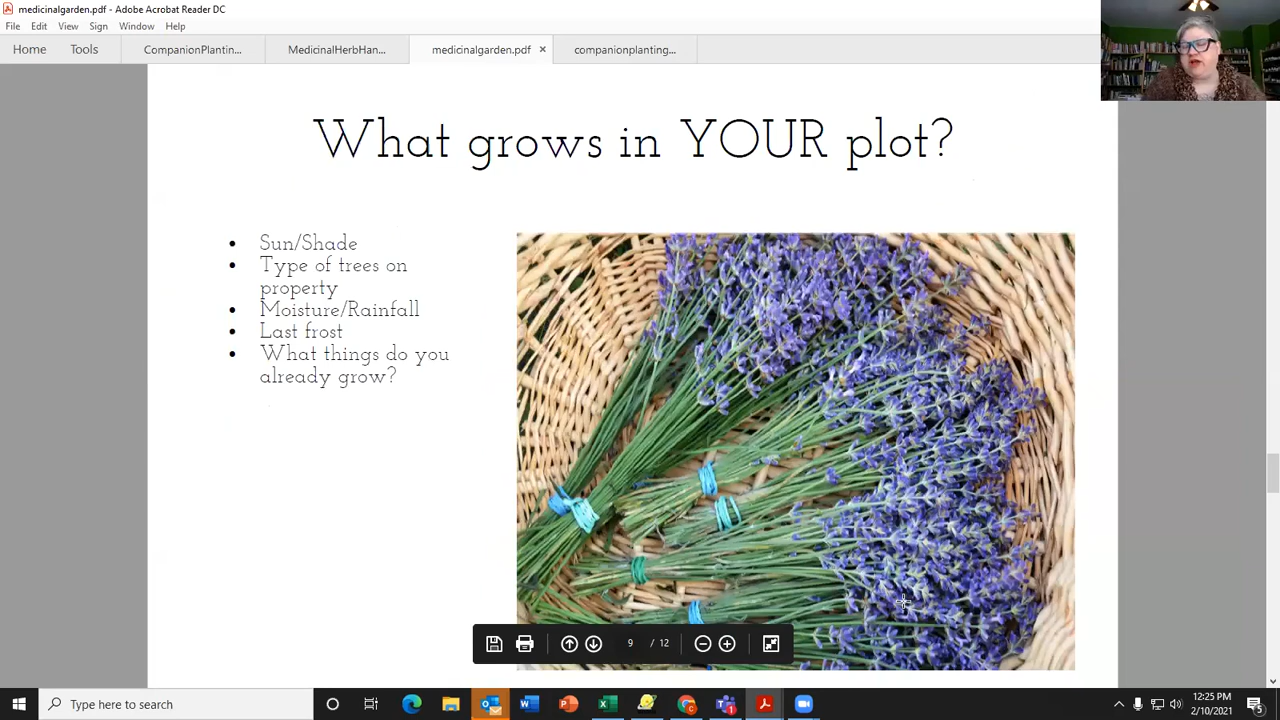 medicinalgarden.pdf - Adobe Acrobat Reader DC
File Edit View Sign Window Help
Home Tools CompanionPlantin... MedicinalHerbHan... medicinalgarden.pdf × companionplanting...
What grows in YOUR plot?
• Sun/Shade
• Type of trees on
property
• Moisture/Rainfall
• Last frost
• What things do you
already grow?
9 / 12
Type here to search
12:25 PM
2/10/2021